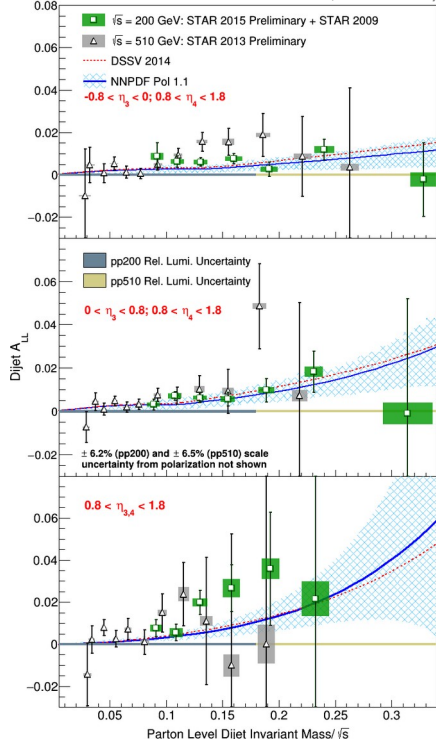 0.08
√s = 200 GeV: STAR 2015 Preliminary + STAR 2009
√s = 510 GeV: STAR 2013 Preliminary
0.06
DSSV 2014
NNPDF Pol 1.1
0.04
-0.8 < η₃ < 0; 0.8 < η₄ < 1.8
0.02
0
−0.02
pp200 Rel. Lumi. Uncertainty
0.06
pp510 Rel. Lumi. Uncertainty
0 < η₃ < 0.8; 0.8 < η₄ < 1.8
0.04
Dijet A_LL
0.02
0
± 6.2% (pp200) and ± 6.5% (pp510) scale
−0.02
uncertainty from polarization not shown
0.06
0.8 < η₃,₄ < 1.8
0.04
0.02
0
−0.02
0.05 0.1 0.15 0.2 0.25 0.3
Parton Level Dijet Invariant Mass/ √s